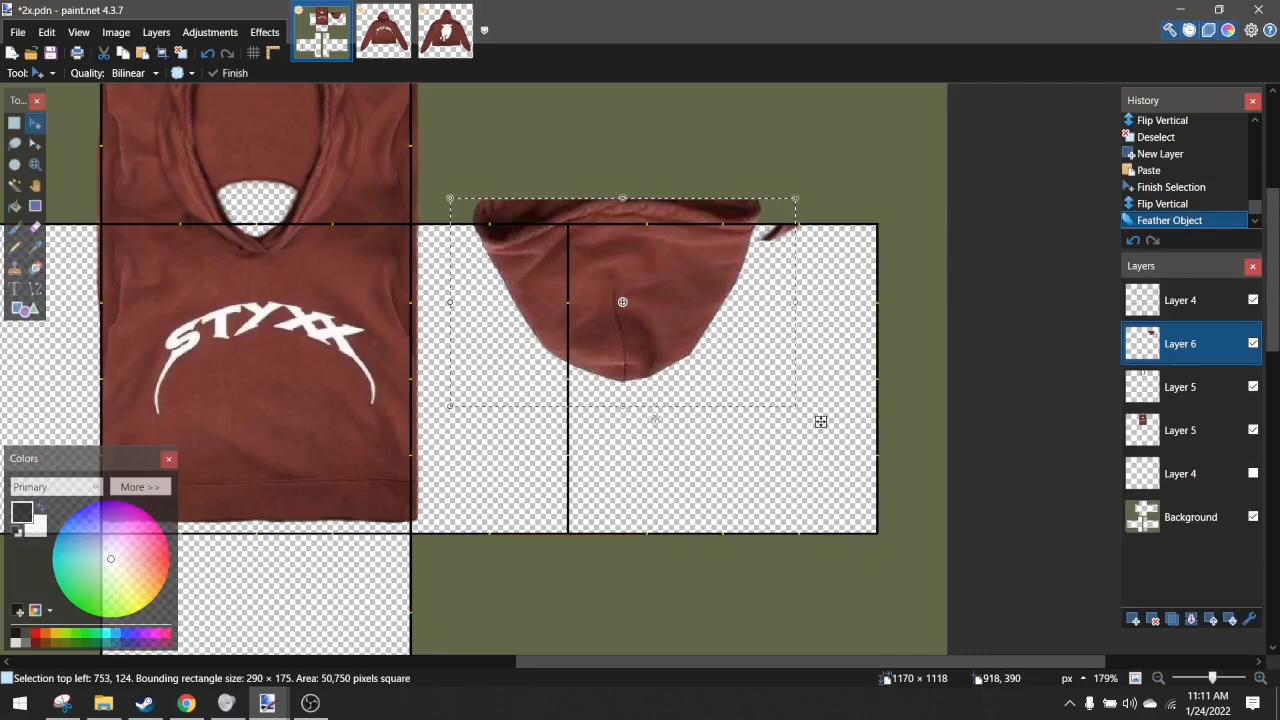 *2x.pdn - paint.net 4.3.7
File Edit View Image Layers Adjustments Effects
Tool: Quality: Bilinear Finish
To...
STYXX
Colors
Primary
More >>
History
Flip Vertical
Deselect
New Layer
Paste
Finish Selection
Flip Vertical
Feather Object
Layers
Layer 4
Layer 6
Layer 5
Layer 5
Layer 4
Background
Selection top left: 753, 124. Bounding rectangle size: 290 × 175. Area: 50,750 pixels square
1170 × 1118
918, 390
px
179%
11:11 AM
1/24/2022